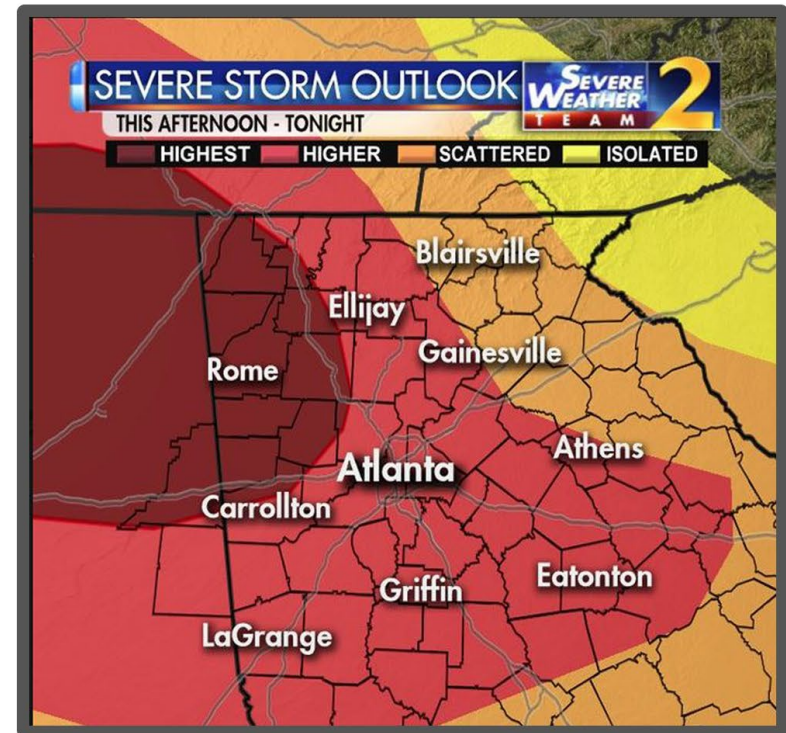 SEVERE STORM OUTLOOK
SEVERE
WEATHER
TEAM
2
THIS AFTERNOON - TONIGHT
HIGHEST HIGHER SCATTERED ISOLATED
Blairsville
Ellijay
Gainesville
Rome
Athens
Atlanta
Carrollton
Eatonton
Griffin
LaGrange